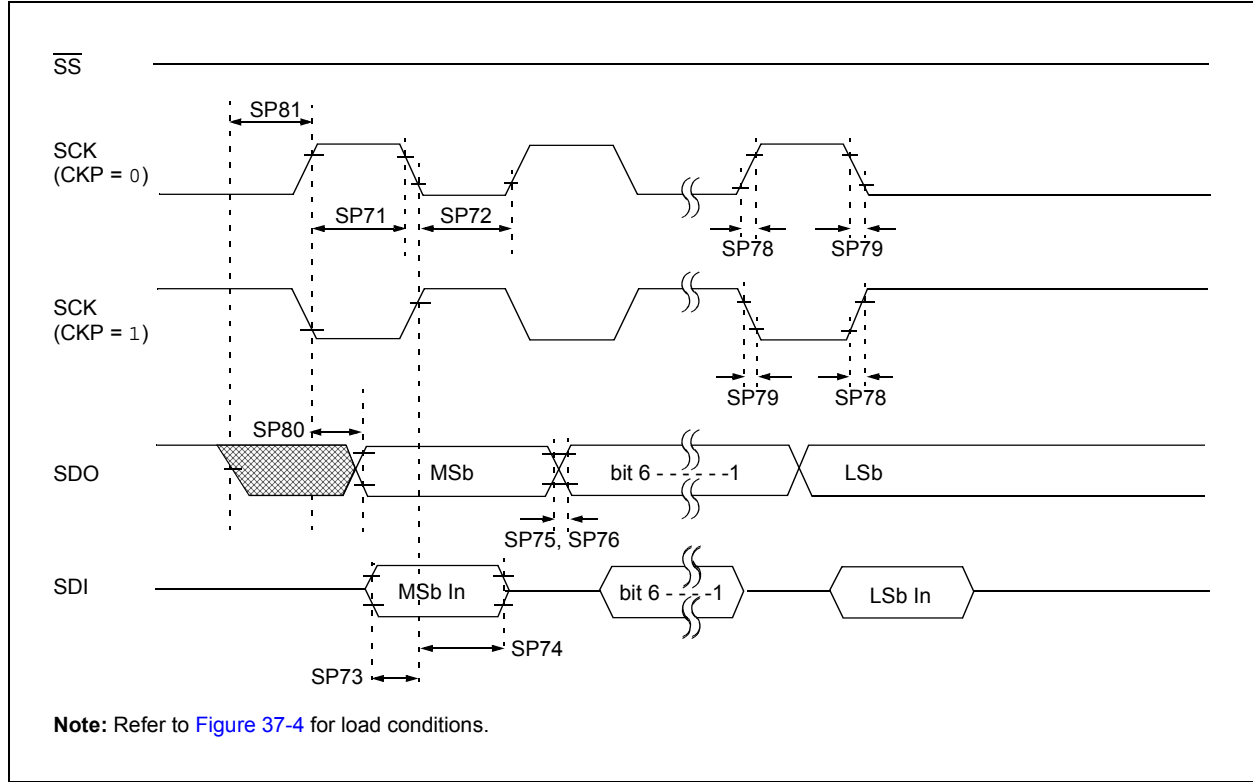 SS
SP81
SCK
(CKP = 0)
SP71
SP72
SP78
SP79
SCK
(CKP = 1)
SP79
SP78
SP80
SDO
MSb
bit 6 - - - - - - -1
LSb
SP75, SP76
SDI
MSb In
bit 6 - - - - -1
LSb In
SP74
SP73
Note: Refer to Figure 37-4 for load conditions.